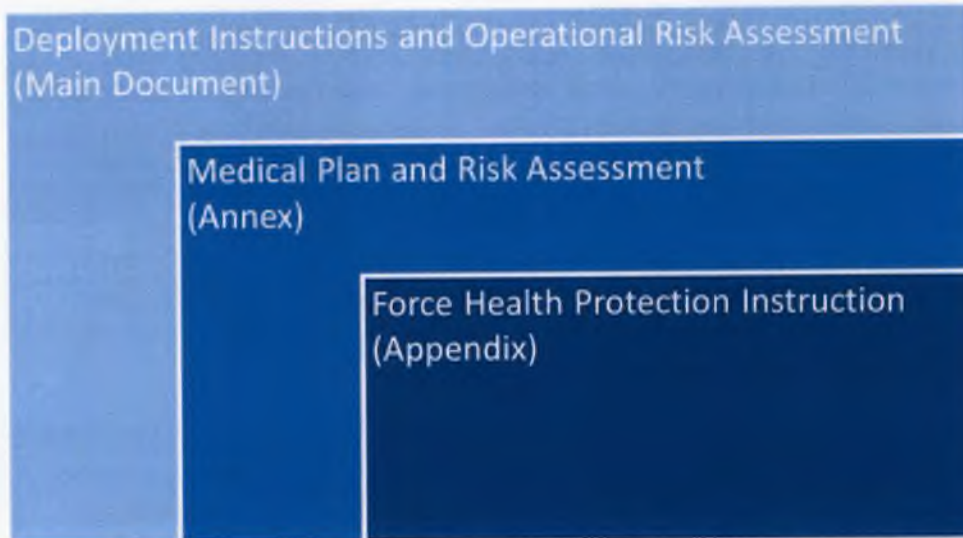 Deployment Instructions and Operational Risk Assessment
(Main Document)
Medical Plan and Risk Assessment
(Annex)
Force Health Protection Instruction
(Appendix)